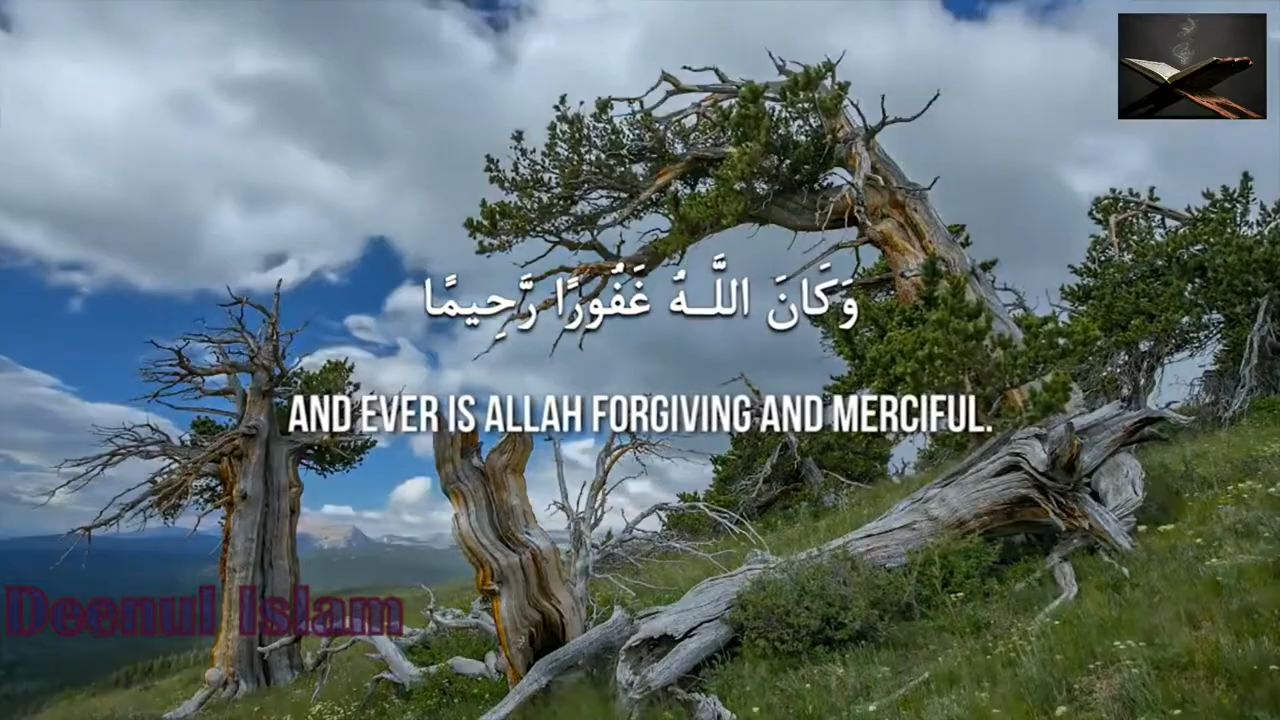 وَكَانَ اللَّـهُ غَفُورًا رَّحِيمًا
AND EVER IS ALLAH FORGIVING AND MERCIFUL.
Deenul Islam